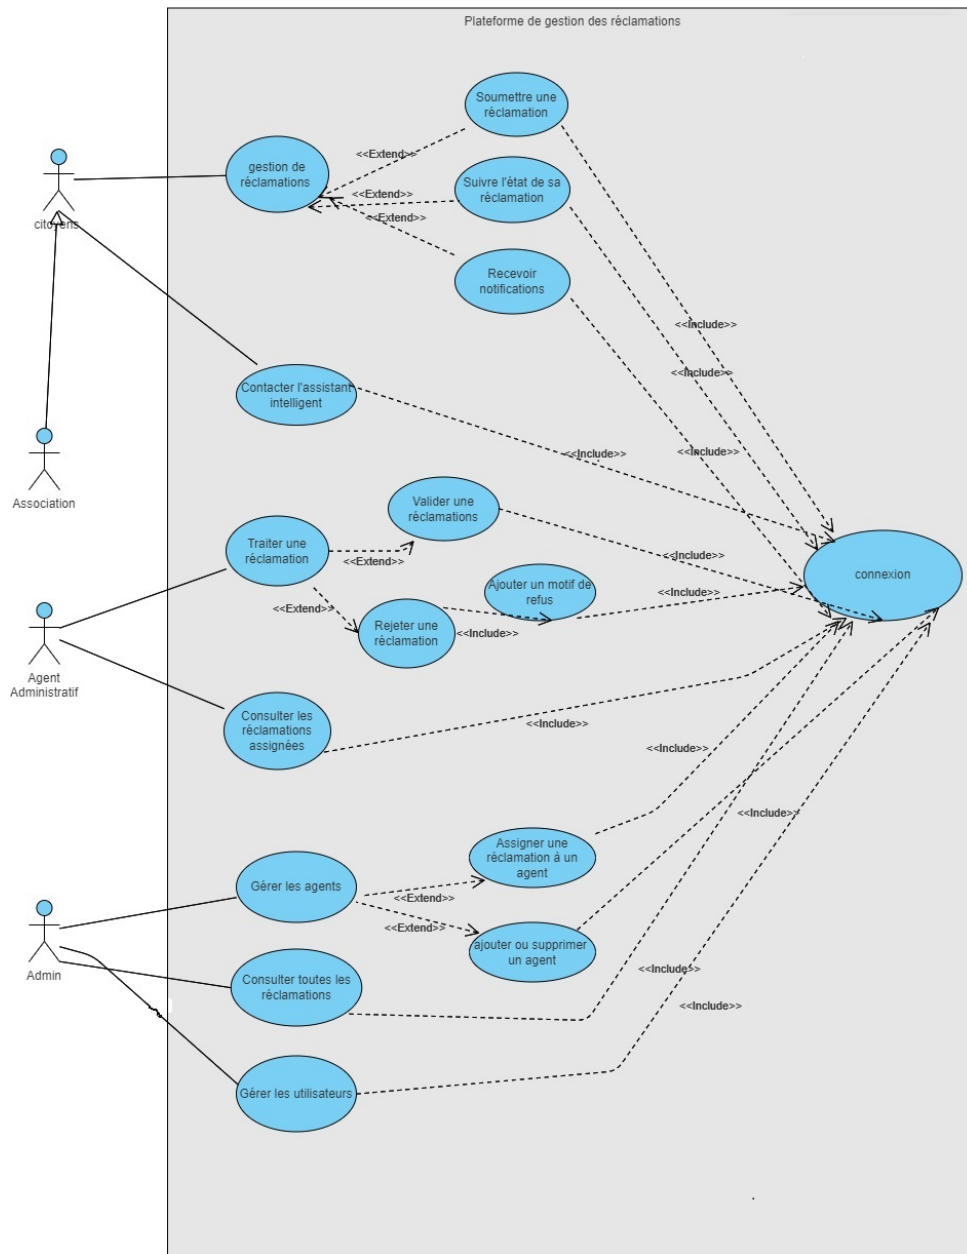 Plateforme de gestion des réclamations
Soumettre une
réclamation
<<Extend>>
gestion de
réclamations
Suivre l'état de sa
réclamation
<<Extend>>
<<Extend>>
citoyens
Recevoir
notifications
<<Include>>
<<Include>>
Contacter l'assistant
intelligent
<<Include>>
<<Include>>
Association
Valider une
réclamations
Traiter une
réclamation
<<Extend>>
<<Include>>
connexion
Ajouter un motif de
refus
<<Include>>
<<Extend>>
Rejeter une
réclamation
<<Include>>
Agent
Administratif
Consulter les
réclamations
assignées
<<Include>>
<<Include>>
<<Include>>
Assigner une
réclamation à un
agent
Gérer les agents
<<Extend>>
<<Extend>>
ajouter ou supprimer
un agent
Admin
Consulter toutes les
réclamations
<<Include>>
<<Include>>
Gérer les utilisateurs